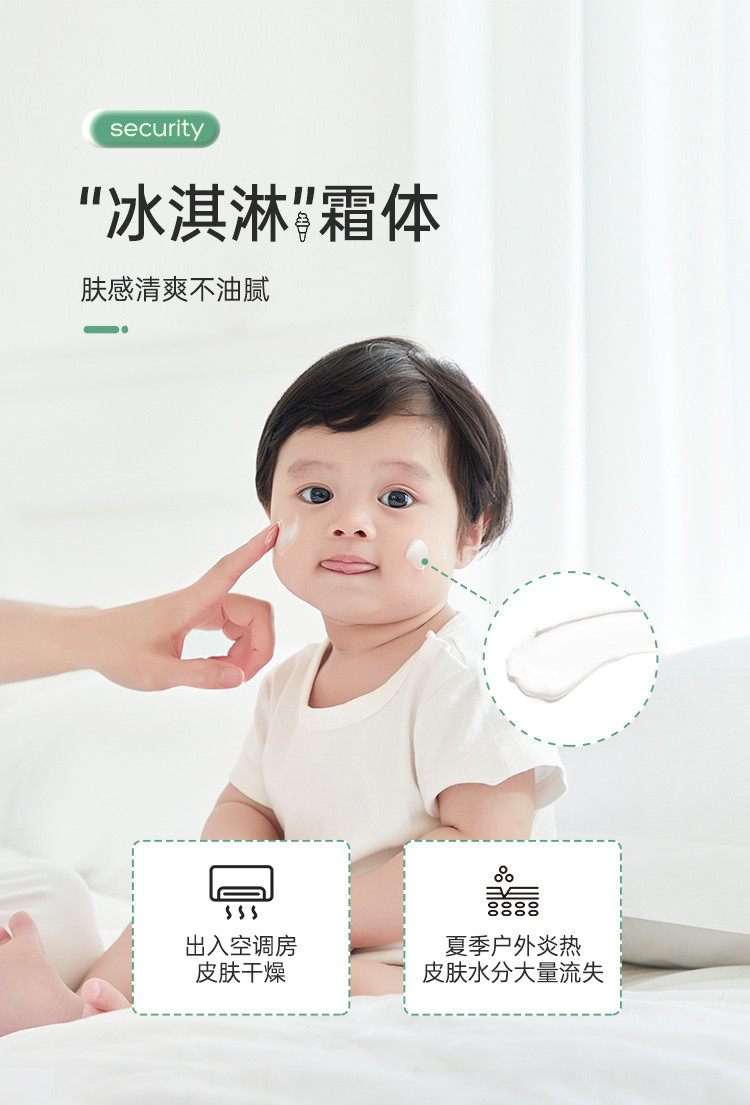 security
“冰淇淋”霜体
肤感清爽不油腻
出入空调房
皮肤干燥
夏季户外炎热
皮肤水分大量流失